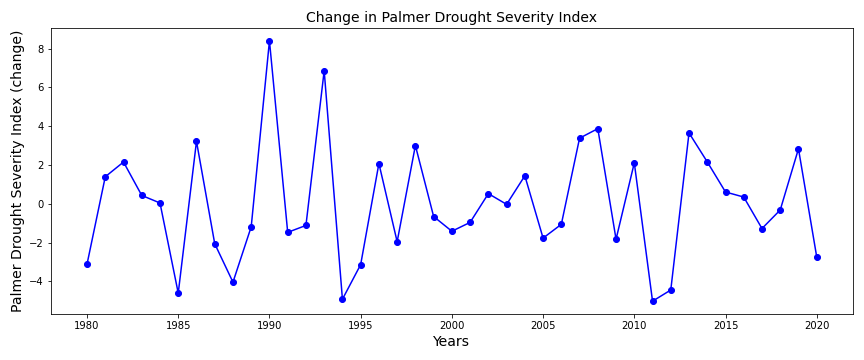 Change in Palmer Drought Severity Index
Palmer Drought Severity Index (change)
8
6
4
2
0
−2
−4
1980 1985 1990 1995 2000 2005 2010 2015 2020
Years